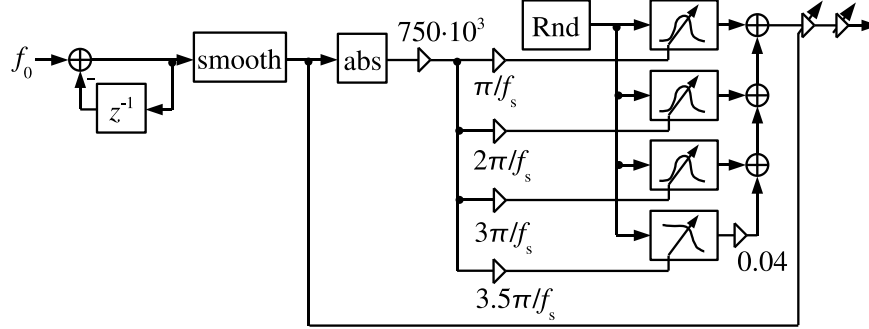 f₀
−
z⁻¹
smooth
abs
750·10³
Rnd
π/fₛ
2π/fₛ
3π/fₛ
3.5π/fₛ
0.04